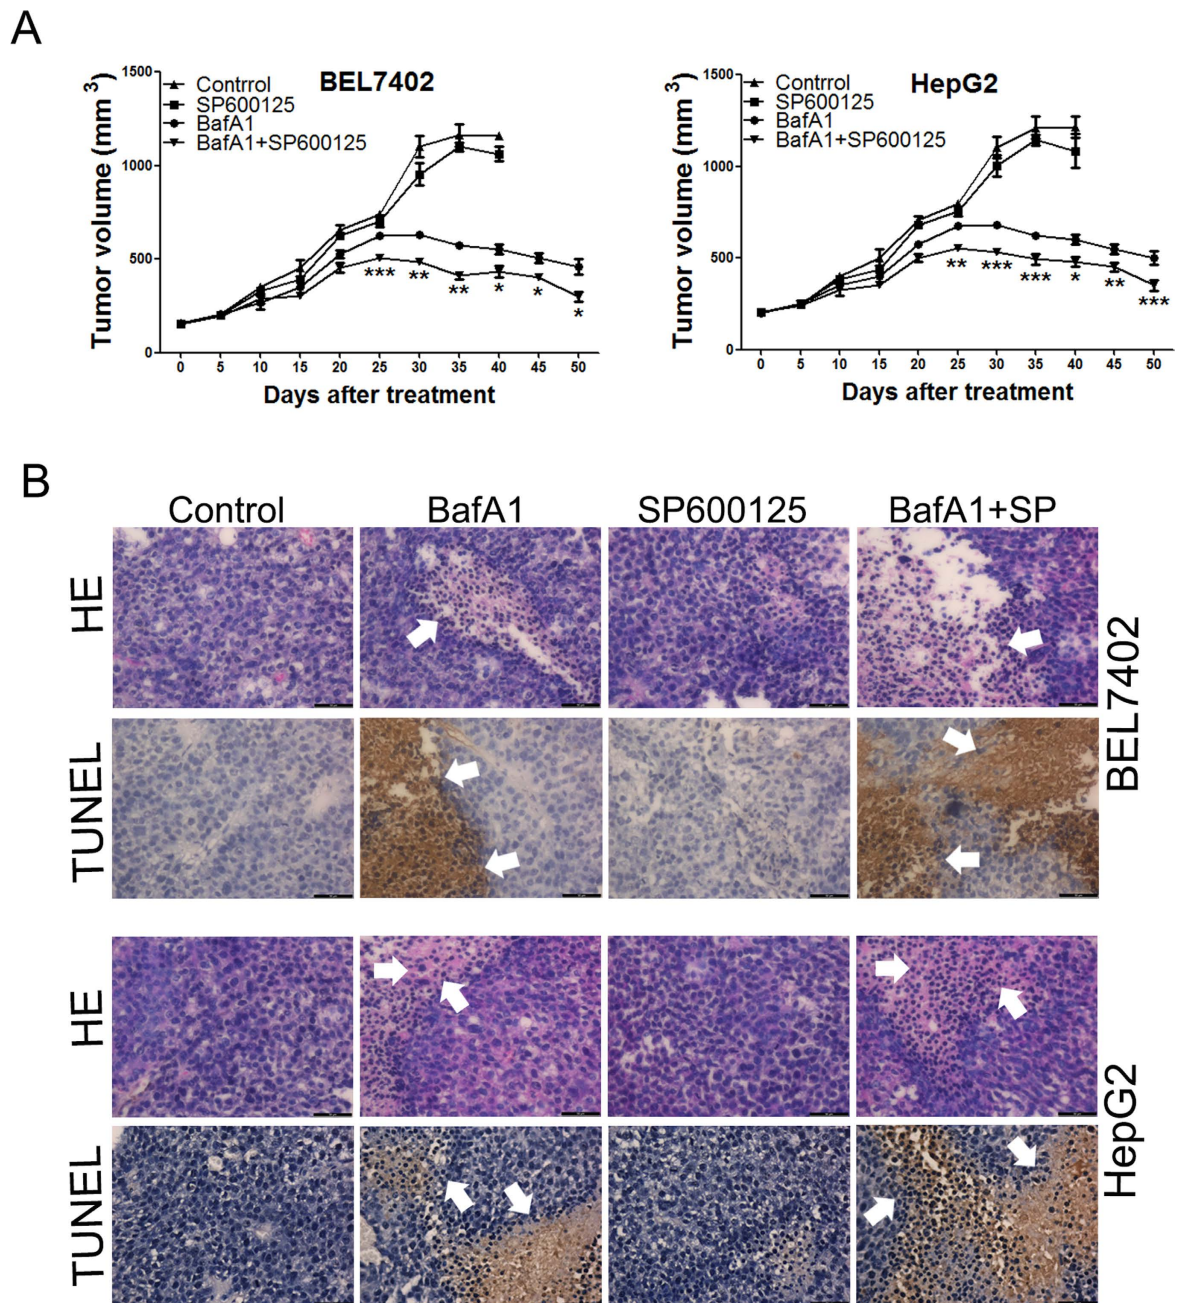 A
BEL7402
Tumor volume (mm3)
1500
1000
500
0
Contrrol
SP600125
BafA1
BafA1+SP600125
***
**
**
*
*
*
0 5 10 15 20 25 30 35 40 45 50
Days after treatment
HepG2
Tumor volume (mm3)
1500
1000
500
0
Contrrol
SP600125
BafA1
BafA1+SP600125
**
***
***
*
**
***
0 5 10 15 20 25 30 35 40 45 50
Days after treatment
B
Control BafA1 SP600125 BafA1+SP
HE
TUNEL
BEL7402
HE
TUNEL
HepG2